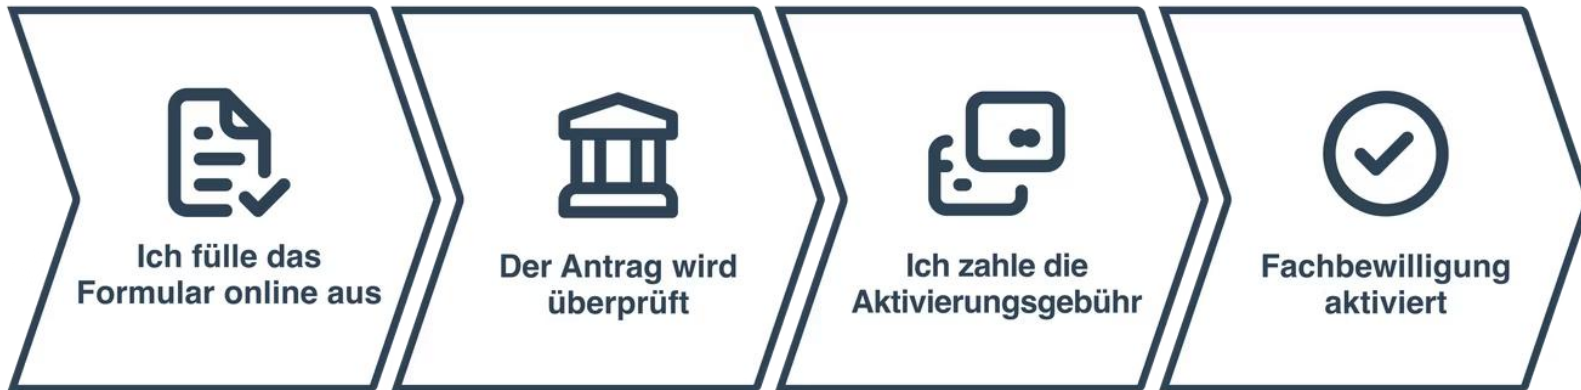 Ich fülle das
Formular online aus
Der Antrag wird
überprüft
Ich zahle die
Aktivierungsgebühr
Fachbewilligung
aktiviert